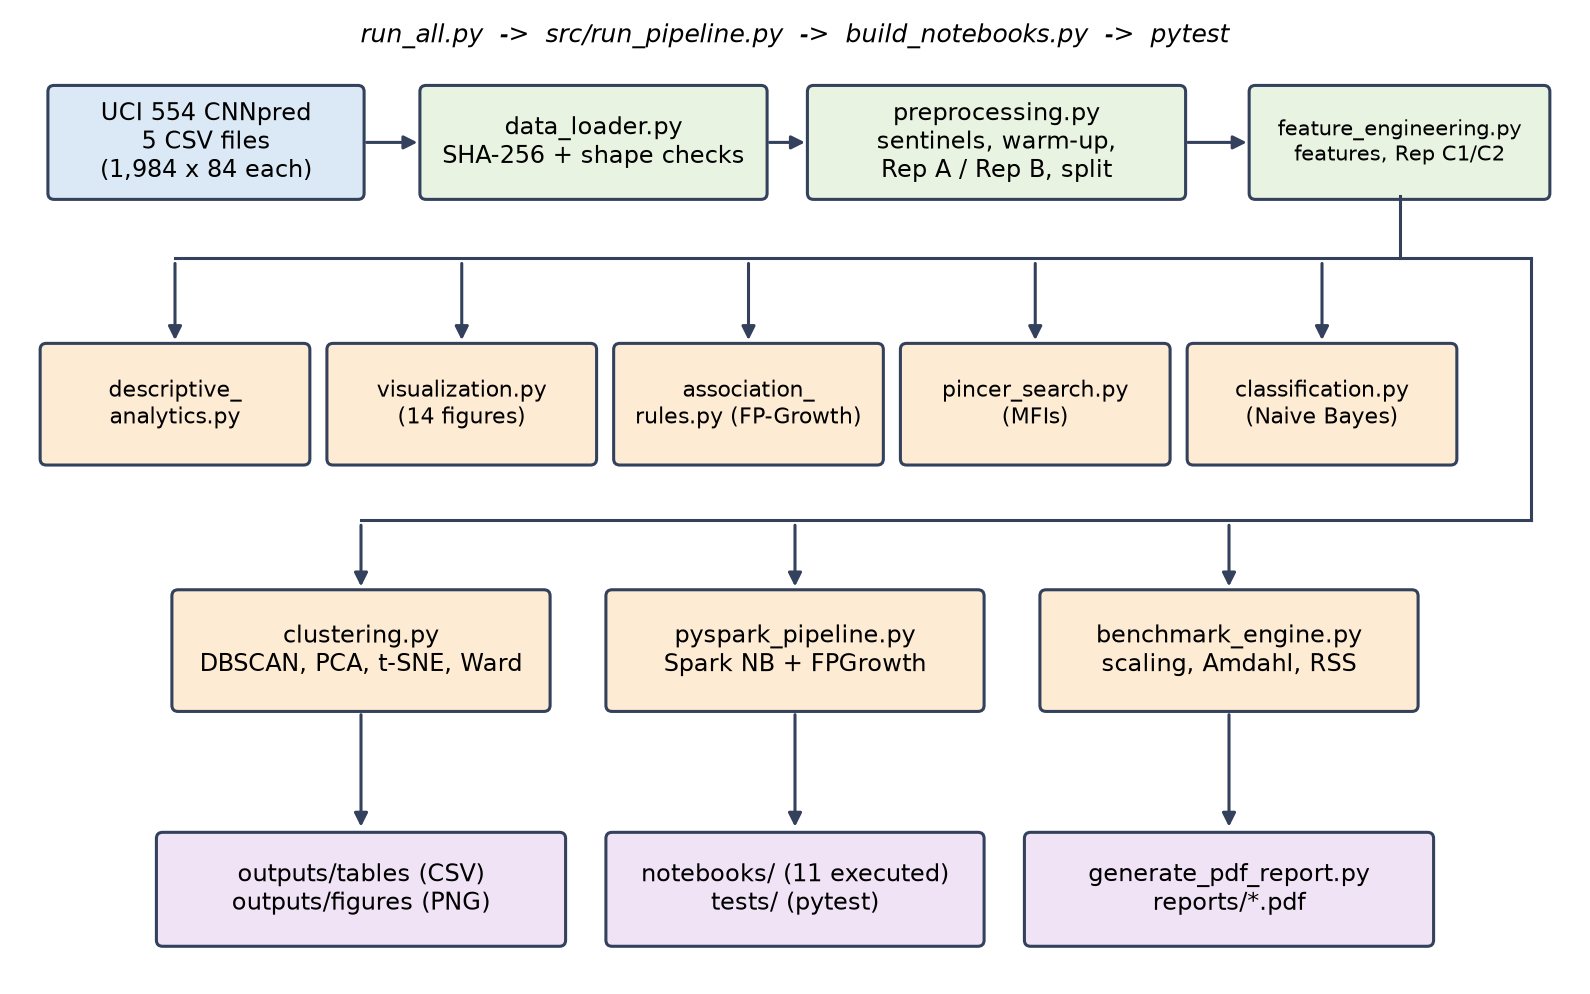 run_all.py -> src/run_pipeline.py -> build_notebooks.py -> pytest
UCI 554 CNNpred
5 CSV files
(1,984 x 84 each)
data_loader.py
SHA-256 + shape checks
preprocessing.py
sentinels, warm-up,
Rep A / Rep B, split
feature_engineering.py
features, Rep C1/C2
descriptive_
analytics.py
visualization.py
(14 figures)
association_
rules.py (FP-Growth)
pincer_search.py
(MFIs)
classification.py
(Naive Bayes)
clustering.py
DBSCAN, PCA, t-SNE, Ward
pyspark_pipeline.py
Spark NB + FPGrowth
benchmark_engine.py
scaling, Amdahl, RSS
outputs/tables (CSV)
outputs/figures (PNG)
notebooks/ (11 executed)
tests/ (pytest)
generate_pdf_report.py
reports/*.pdf